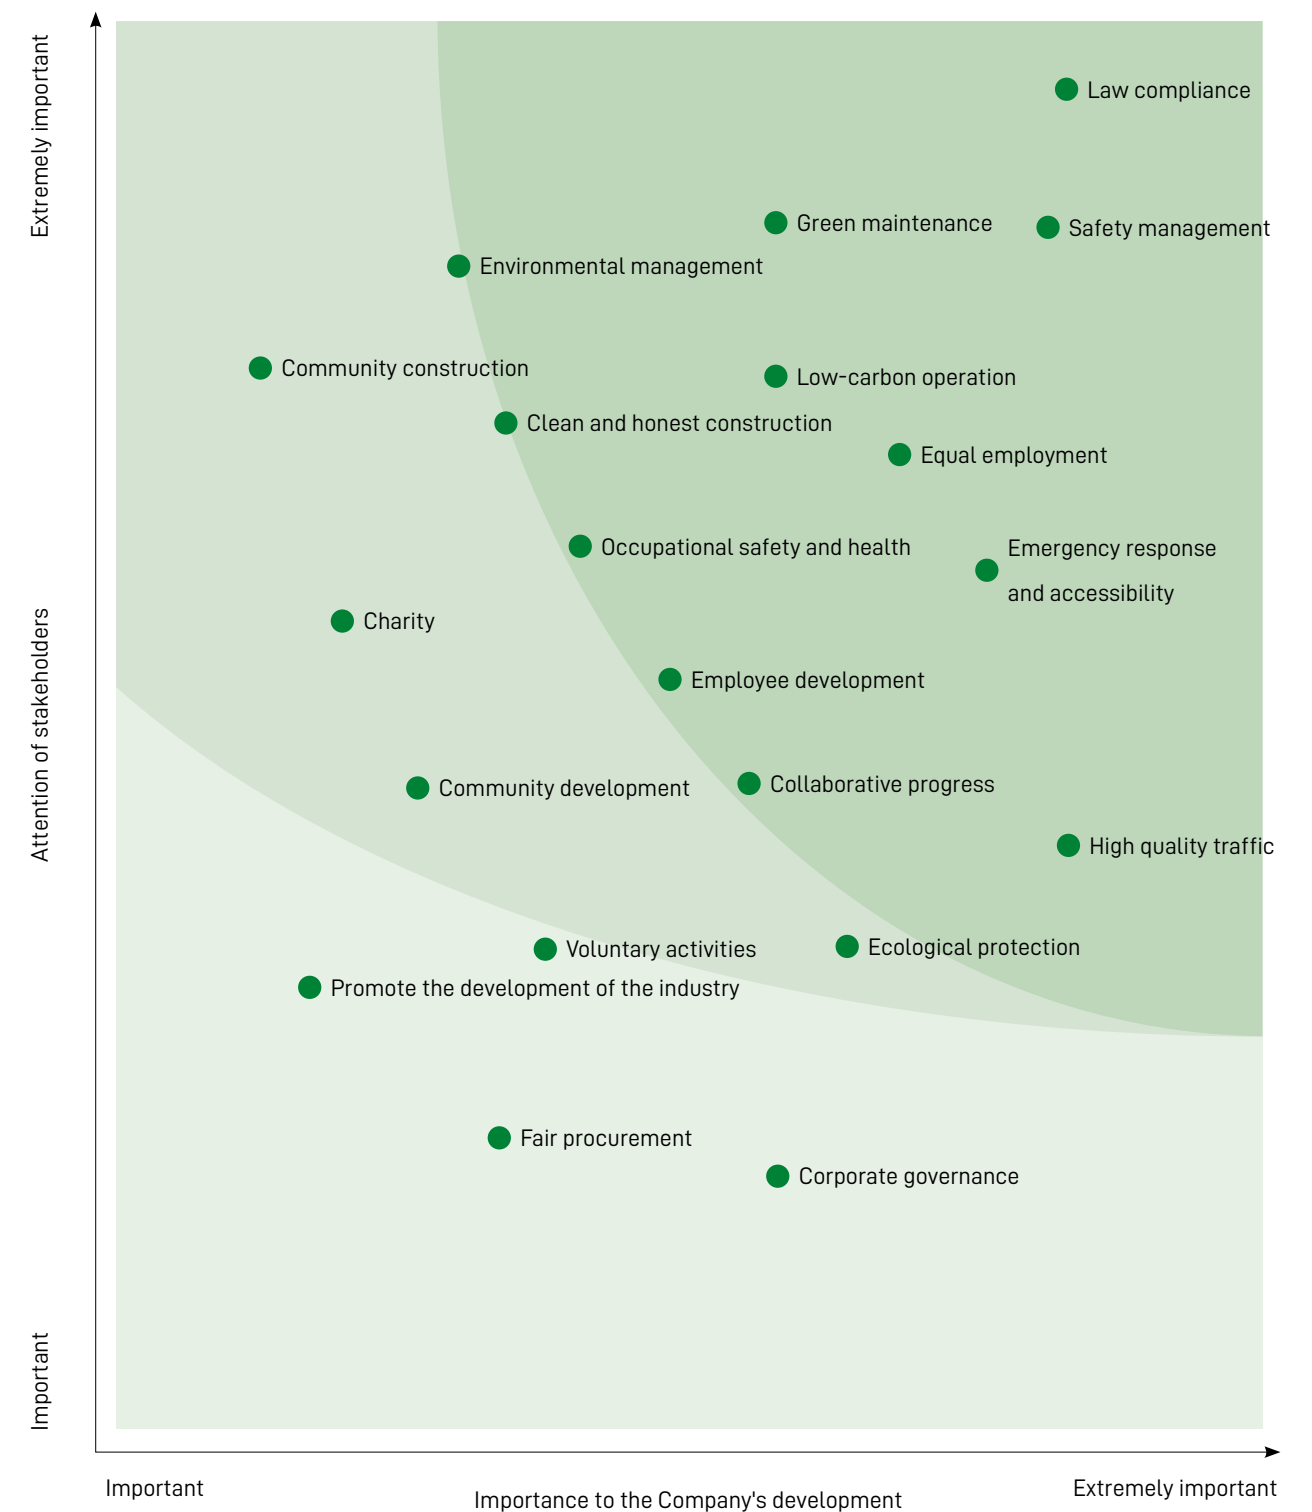 Extremely important
Law compliance
Green maintenance
Safety management
Environmental management
Community construction
Low-carbon operation
Clean and honest construction
Equal employment
Occupational safety and health
Emergency response
and accessibility
Charity
Attention of stakeholders
Employee development
Community development
Collaborative progress
High quality traffic
Voluntary activities
Ecological protection
Promote the development of the industry
Fair procurement
Corporate governance
Important
Important
Importance to the Company's development
Extremely important